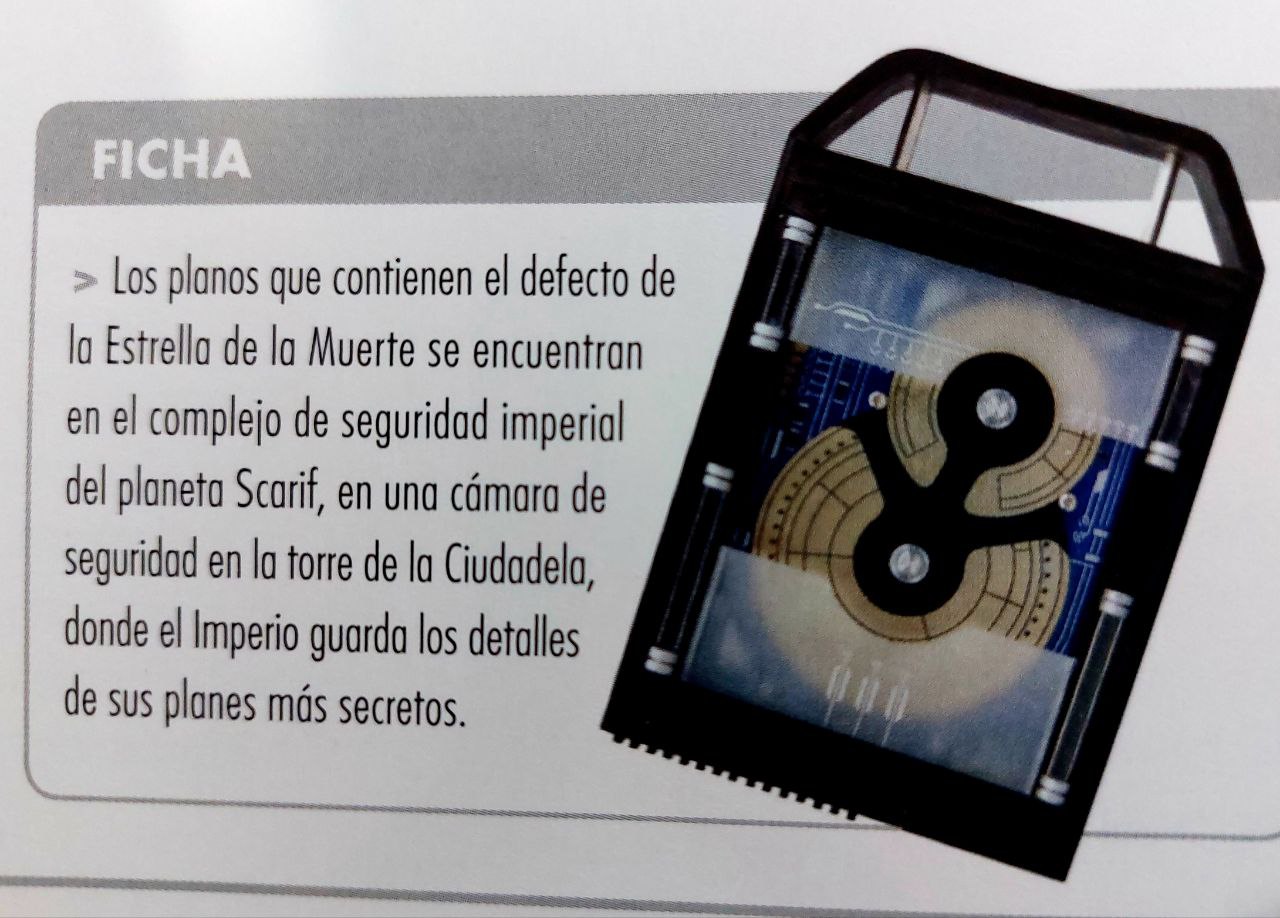 FICHA
> Los planos que contienen el defecto de
la Estrella de la Muerte se encuentran
en el complejo de seguridad imperial
del planeta Scarif, en una cámara de
seguridad en la torre de la Ciudadela,
donde el Imperio guarda los detalles
de sus planes más secretos.